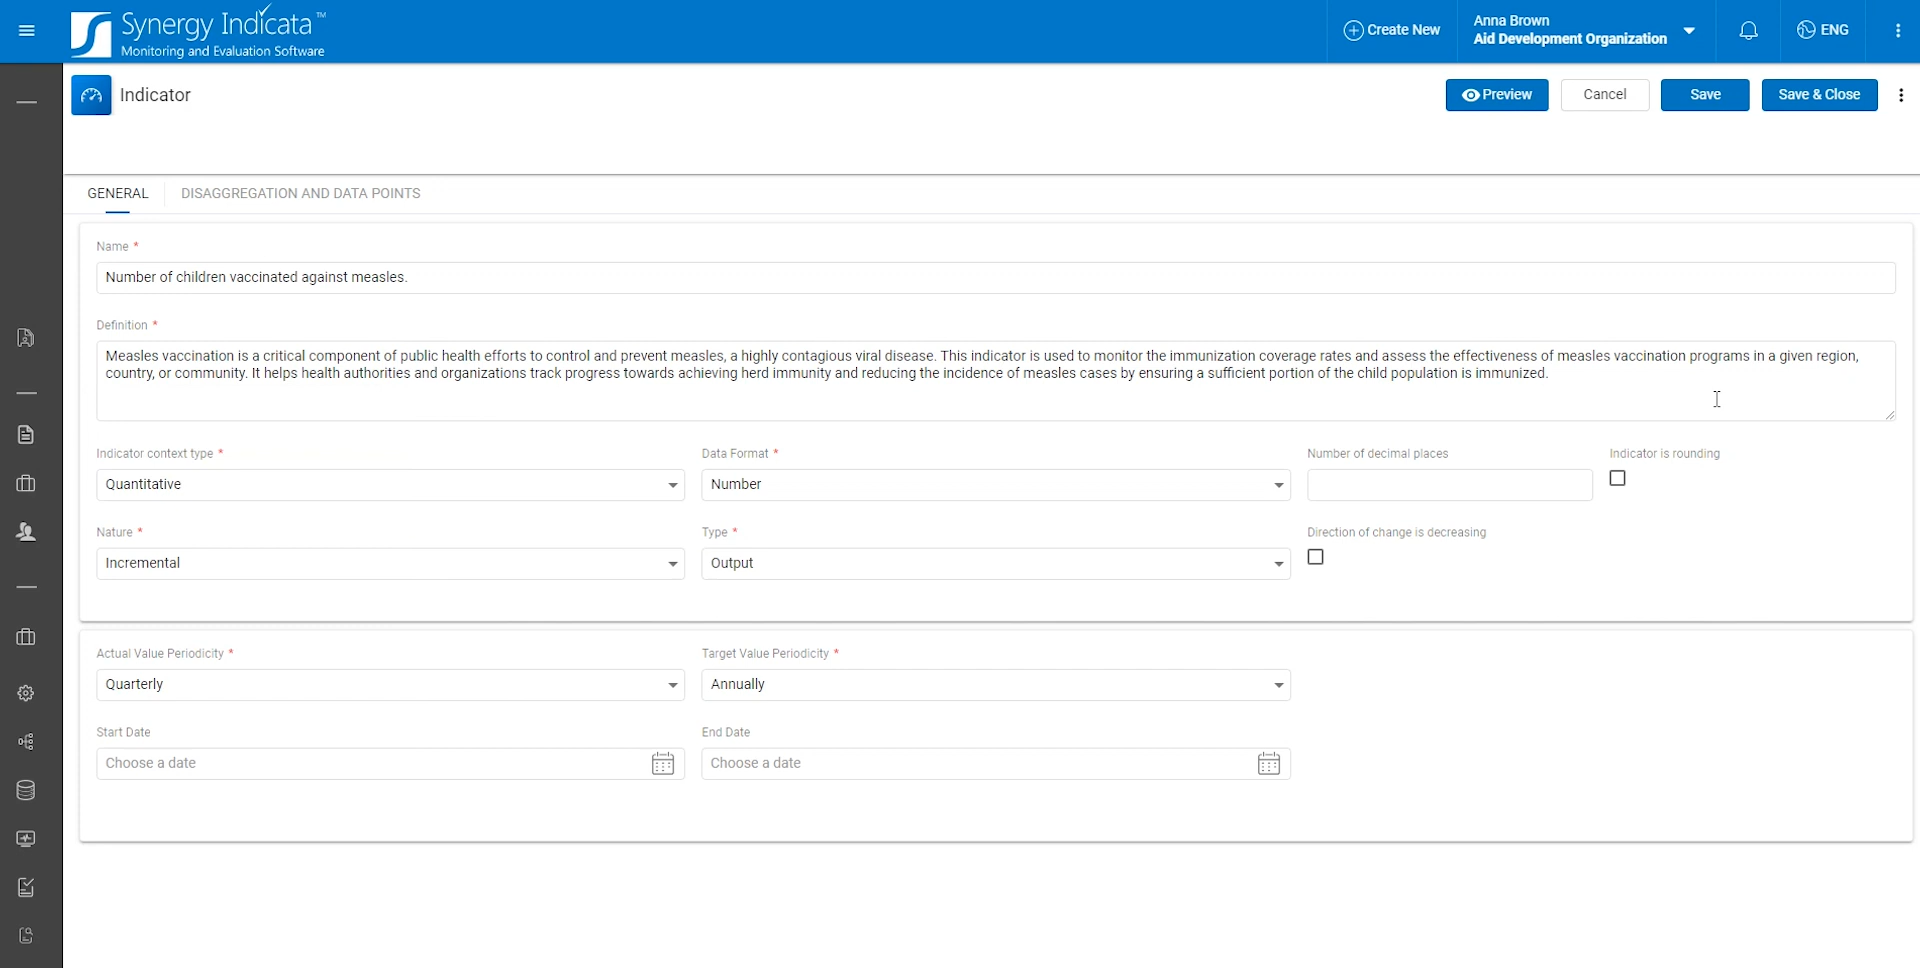 Synergy Indicata™
Monitoring and Evaluation Software
Create New
Anna Brown
Aid Development Organization
ENG
Indicator
Preview
Cancel
Save
Save & Close
GENERAL
DISAGGREGATION AND DATA POINTS
Name *
Number of children vaccinated against measles.
Definition *
Measles vaccination is a critical component of public health efforts to control and prevent measles, a highly contagious viral disease. This indicator is used to monitor the immunization coverage rates and assess the effectiveness of measles vaccination programs in a given region,
country, or community. It helps health authorities and organizations track progress towards achieving herd immunity and reducing the incidence of measles cases by ensuring a sufficient portion of the child population is immunized.
Indicator context type *
Data Format *
Number of decimal places
Indicator is rounding
Quantitative
Number
Nature *
Type *
Direction of change is decreasing
Incremental
Output
Actual Value Periodicity *
Target Value Periodicity *
Quarterly
Annually
Start Date
End Date
Choose a date
Choose a date